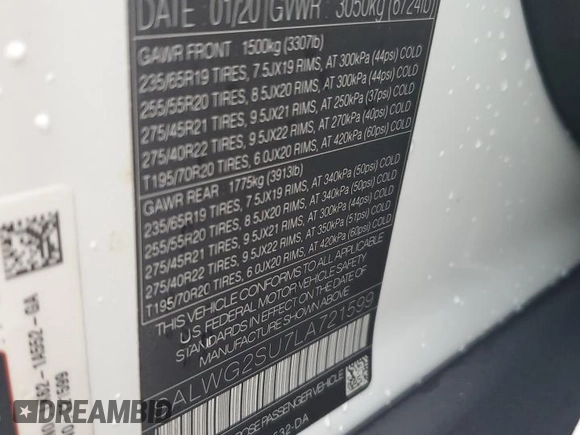 DATE 01/20 GVWR 3050kg (6724lb)
GAWR FRONT 1500kg (3307lb)
235/65R19 TIRES, 7.5JX19 RIMS, AT 300kPa (44psi) COLD
255/55R20 TIRES, 8.5JX20 RIMS, AT 300kPa (44psi) COLD
275/45R21 TIRES, 9.5JX21 RIMS, AT 250kPa (37psi) COLD
275/40R22 TIRES, 9.5JX22 RIMS, AT 270kPa (40psi) COLD
T195/70R20 TIRES, 6.0JX20 RIMS, AT 420kPa (60psi) COLD
GAWR REAR 1775kg (3913lb)
235/65R19 TIRES, 7.5JX19 RIMS, AT 340kPa (50psi) COLD
255/55R20 TIRES, 8.5JX20 RIMS, AT 340kPa (50psi) COLD
275/45R21 TIRES, 9.5JX21 RIMS, AT 300kPa (44psi) COLD
275/40R22 TIRES, 9.5JX22 RIMS, AT 350kPa (51psi) COLD
T195/70R20 TIRES, 6.0JX20 RIMS, AT 420kPa (60psi) COLD
THIS VEHICLE CONFORMS TO ALL APPLICABLE
U.S. FEDERAL MOTOR VEHICLE SAFETY
STANDARDS IN EFFECT ON THE DATE OF
ALWG2SU7LA721599
POSE PASSENGER VEHICLE
532-DA
DREAMBID